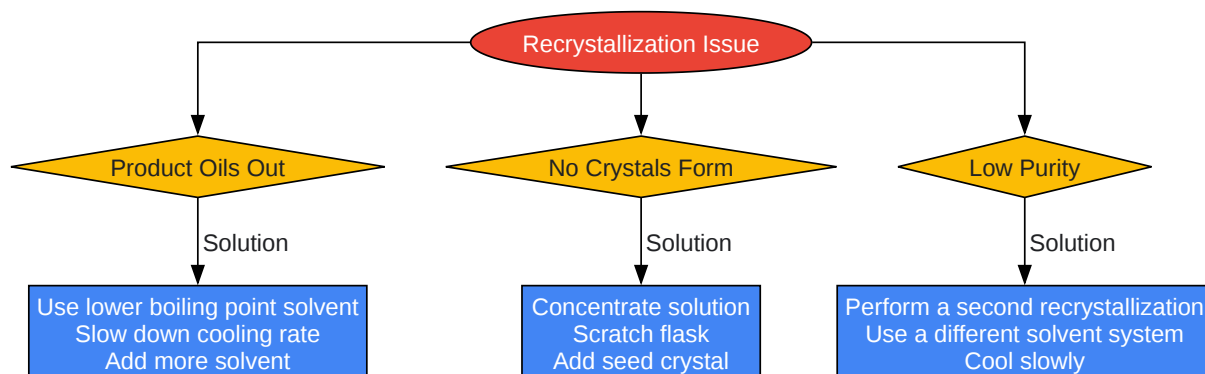 Recrystallization Issue
Product Oils Out
No Crystals Form
Low Purity
Solution
Solution
Solution
Use lower boiling point solvent
Slow down cooling rate
Add more solvent
Concentrate solution
Scratch flask
Add seed crystal
Perform a second recrystallization
Use a different solvent system
Cool slowly